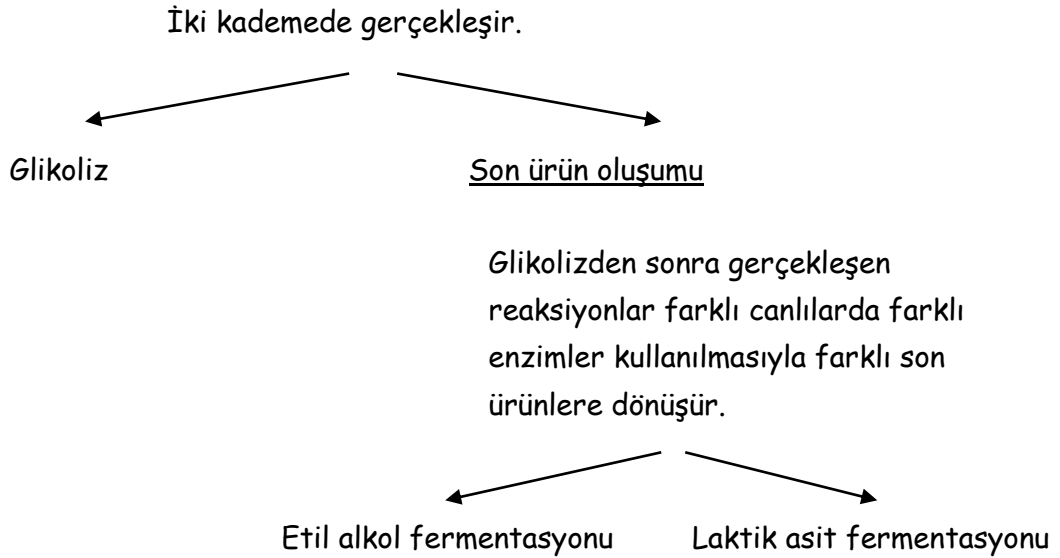 İki kademede gerçekleşir.
Glikoliz
Son ürün oluşumu
Glikolizden sonra gerçekleşen
reaksiyonlar farklı canlılarda farklı
enzimler kullanılmasıyla farklı son
ürünlere dönüşür.
Etil alkol fermentasyonu
Laktik asit fermentasyonu